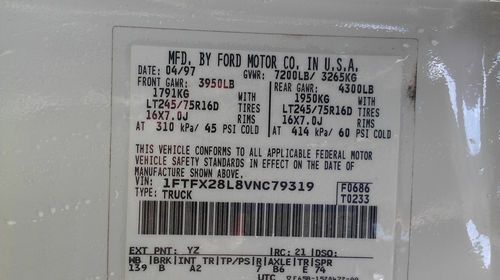 MFD. BY FORD MOTOR CO. IN U.S.A.
DATE: 04/97 GVWR: 7200LB/ 3265KG
FRONT GAWR: 3950LB REAR GAWR: 4300LB
1791KG WITH 1950KG WITH
LT245/75R16D TIRES LT245/75R16D TIRES
16X7.0J RIMS 16X7.0J RIMS
AT 310 kPa/ 45 PSI COLD AT 414 kPa/ 60 PSI COLD
THIS VEHICLE CONFORMS TO ALL APPLICABLE FEDERAL MOTOR
VEHICLE SAFETY STANDARDS IN EFFECT ON THE DATE OF
MANUFACTURE SHOWN ABOVE.
VIN: 1FTFX28L8VNC79319 F0686
TYPE: TRUCK T0233
EXT PNT: YZ RC: 21 DSO:
WB BRK INT TR TP/PS R AXLE TR SPR
139 B A2 7 B6 E 74
UTC